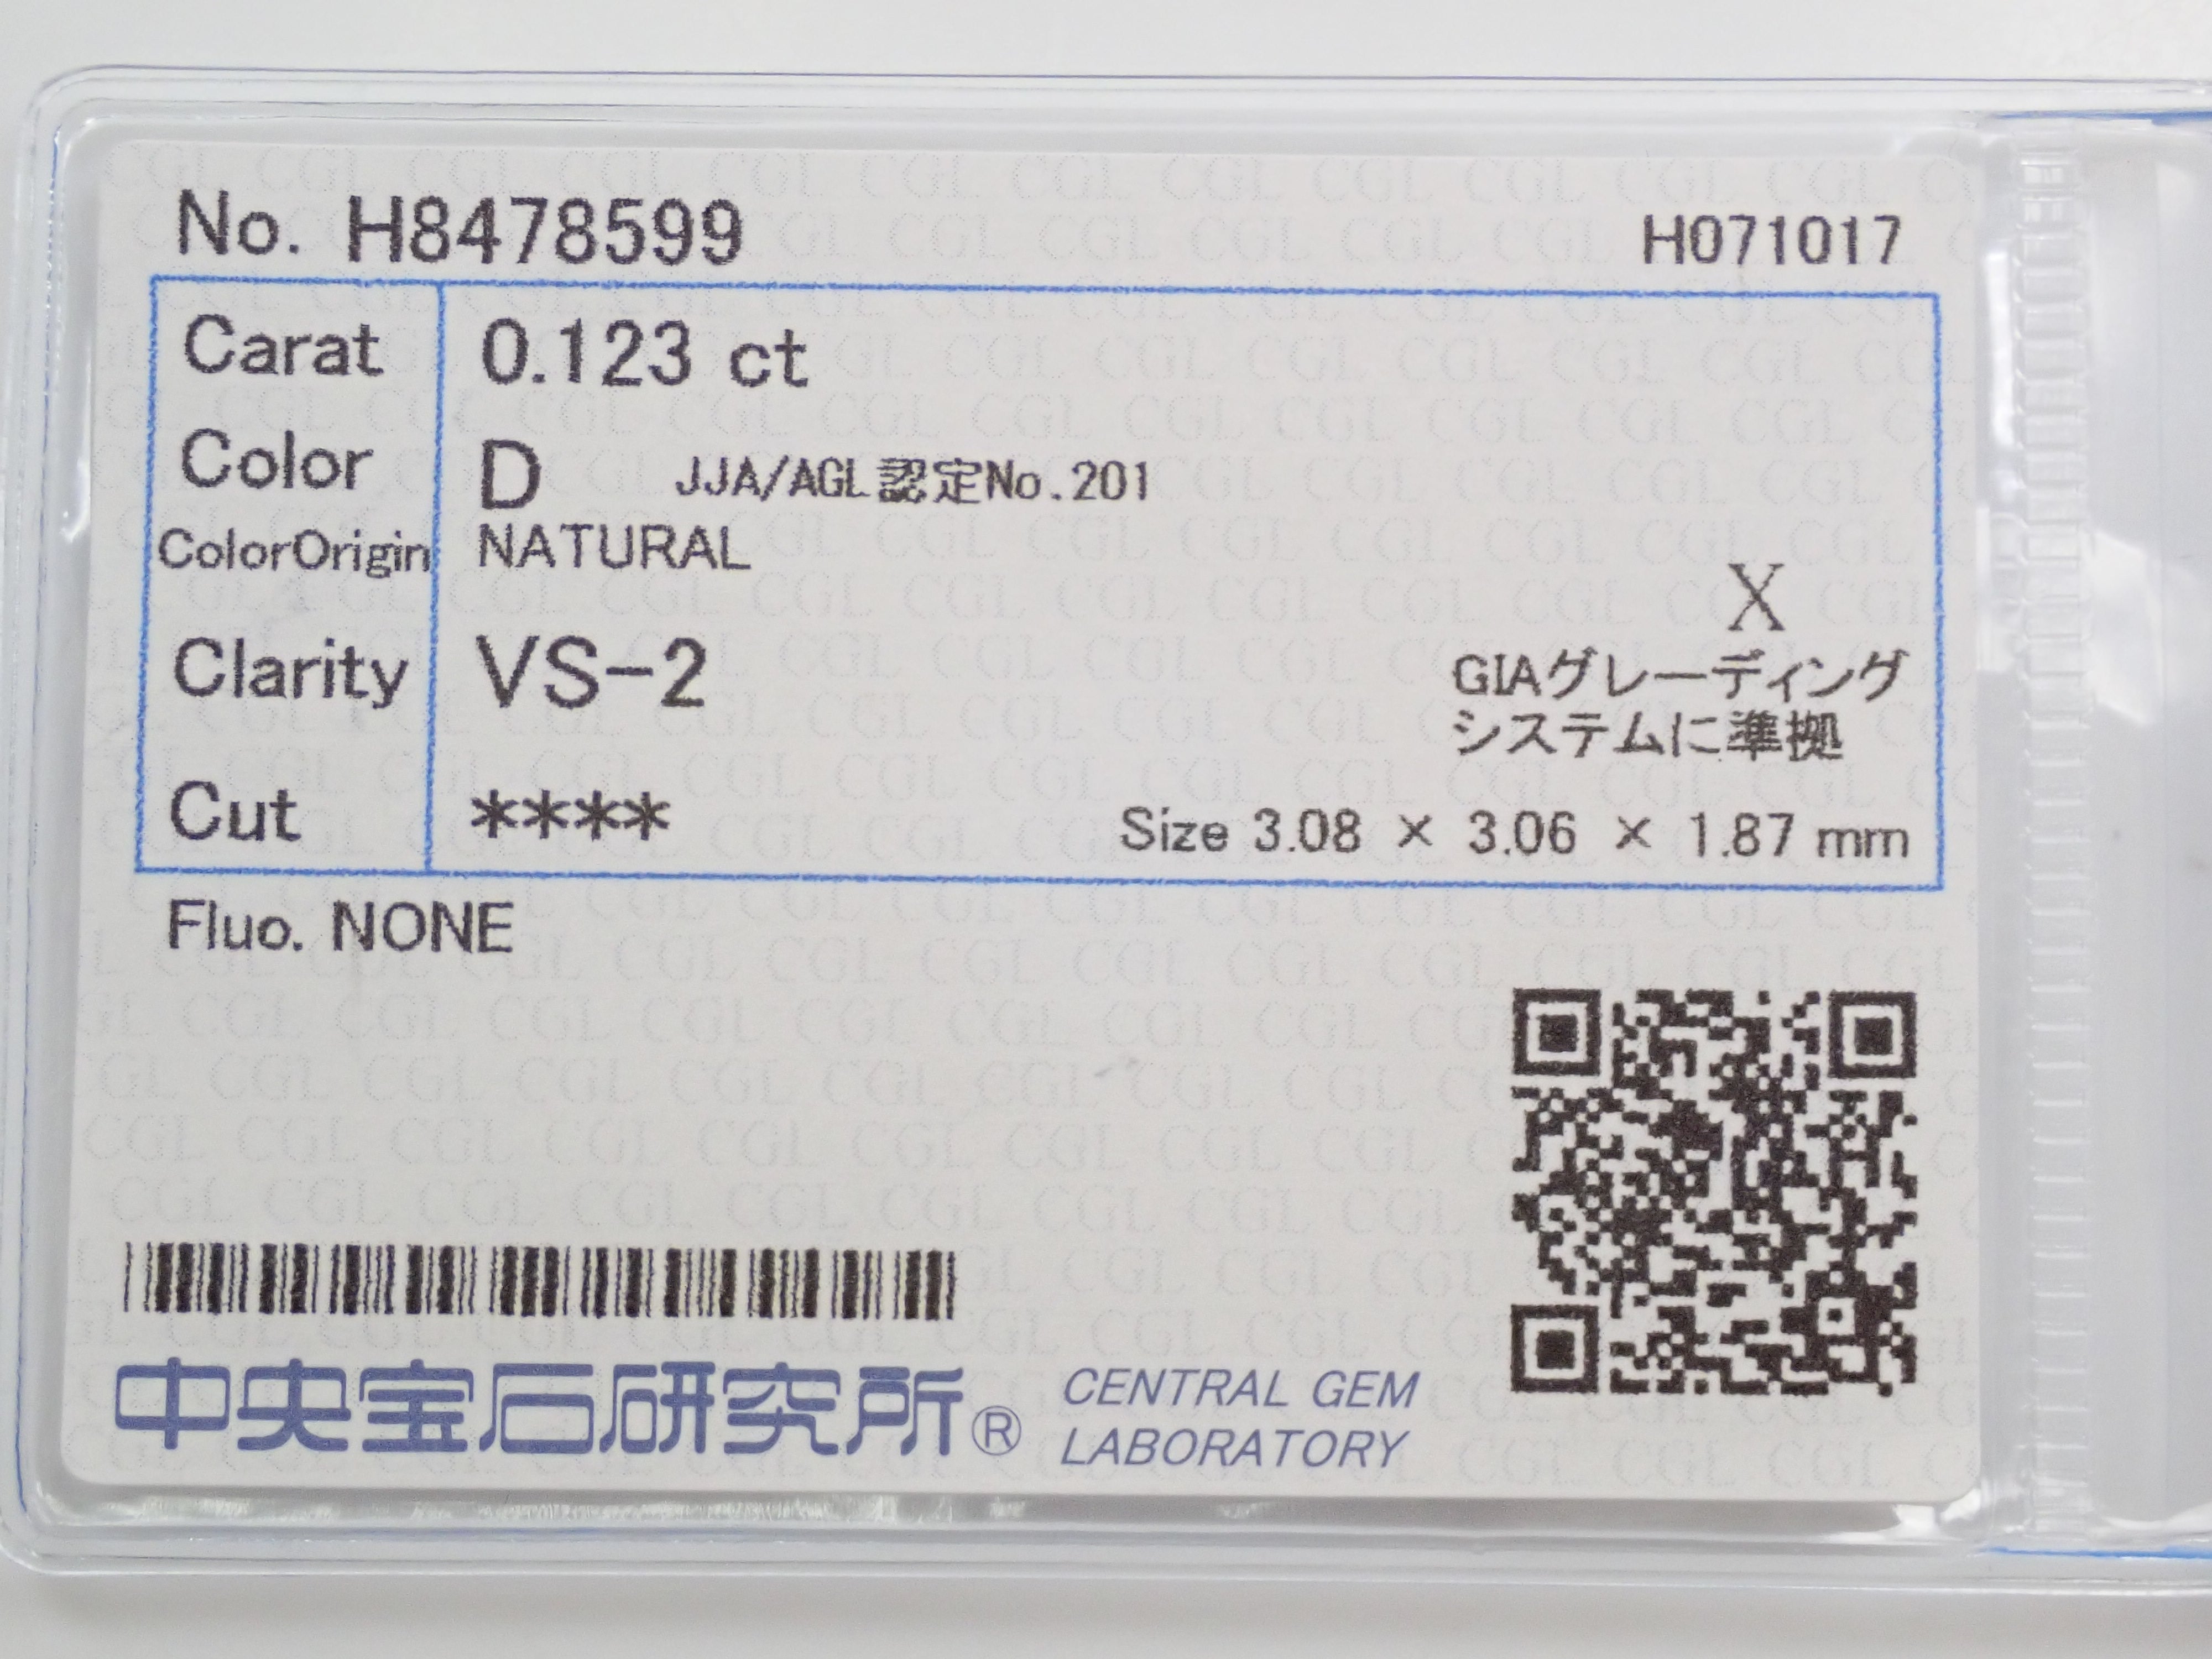 No. H8478599 H071017
Carat 0.123 ct
Color D JJA/AGL認定No.201
ColorOrigin NATURAL
X
Clarity VS-2 GIAグレーディング
システムに準拠
Cut **** Size 3.08 × 3.06 × 1.87 mm
Fluo. NONE
中央宝石研究所® CENTRAL GEM
LABORATORY